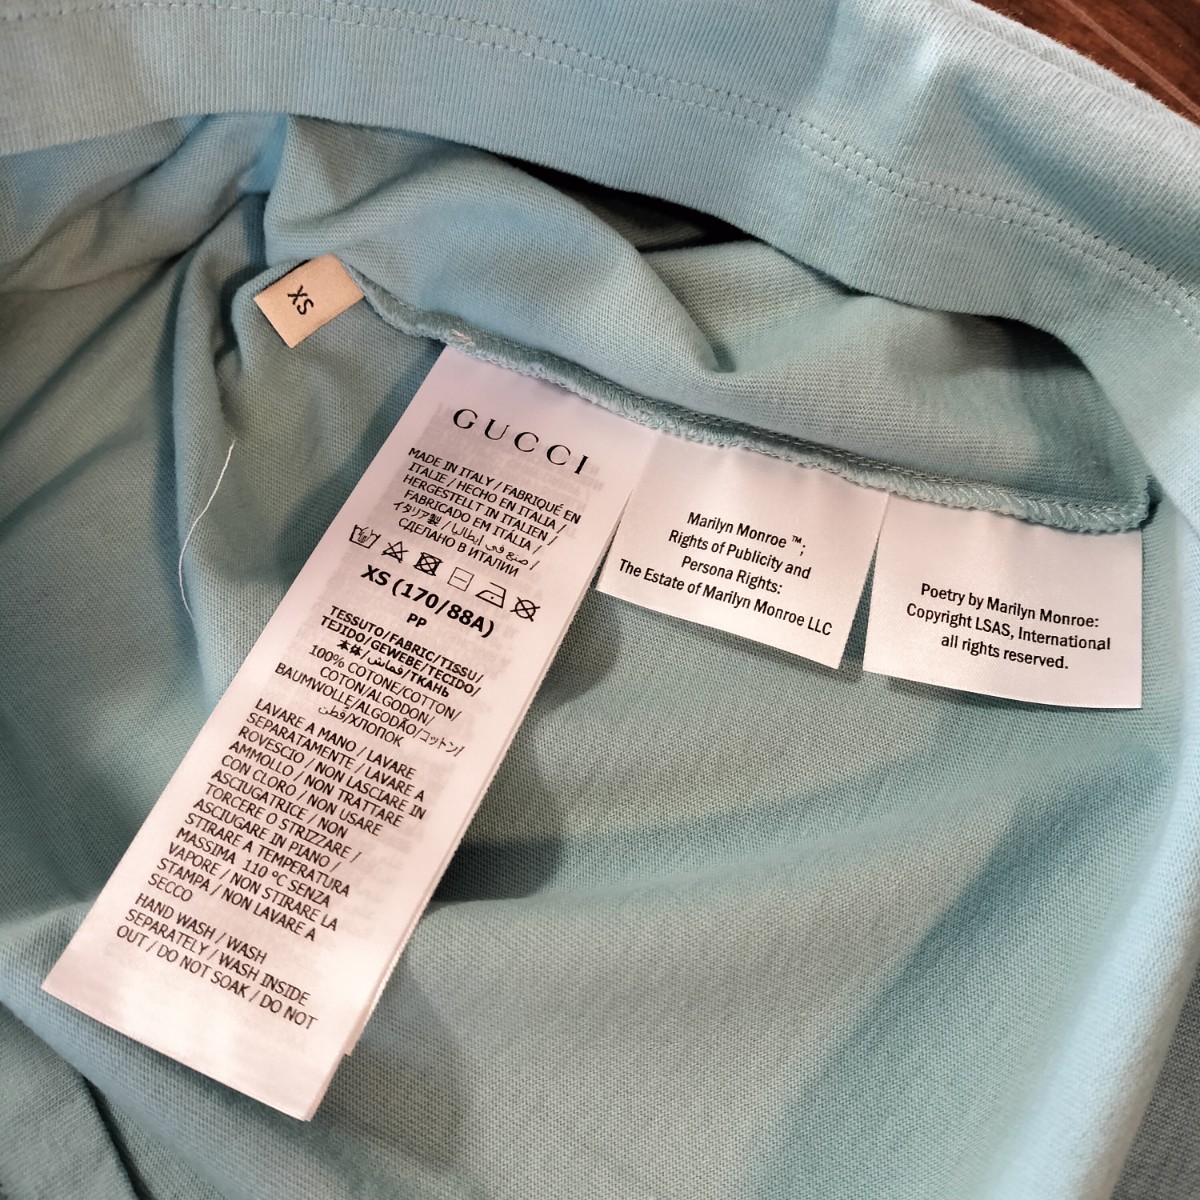 XS
GUCCI
MADE IN ITALY / FABRIQUÉ EN
ITALIE / HECHO EN ITALIA /
HERGESTELLT IN ITALIEN /
FABRICADO EM ITÁLIA /
イタリア製 / صنع في إيطاليا /
СДЕЛАНО В ИТАЛИИ
XS (170/88A)
PP
TESSUTO/FABRIC/TISSU/
TEJIDO/GEWEBE/TECIDO/
本体/قماش/ТКАНЬ
100% COTONE/COTTON/
COTON/ALGODON/
BAUMWOLLE/ALGODÃO/コットン/
قطن/ХЛОПОК
LAVARE A MANO / LAVARE
SEPARATAMENTE / LAVARE A
ROVESCIO / NON LASCIARE IN
AMMOLLO / NON TRATTARE
CON CLORO / NON USARE
ASCIUGATRICE / NON
TORCERE O STRIZZARE /
ASCIUGARE IN PIANO /
STIRARE A TEMPERATURA
MASSIMA 110 °C SENZA
VAPORE / NON STIRARE LA
STAMPA / NON LAVARE A
SECCO
HAND WASH / WASH
SEPARATELY / WASH INSIDE
OUT / DO NOT SOAK / DO NOT
Marilyn Monroe ™;
Rights of Publicity and
Persona Rights:
The Estate of Marilyn Monroe LLC
Poetry by Marilyn Monroe:
Copyright LSAS, International
all rights reserved.